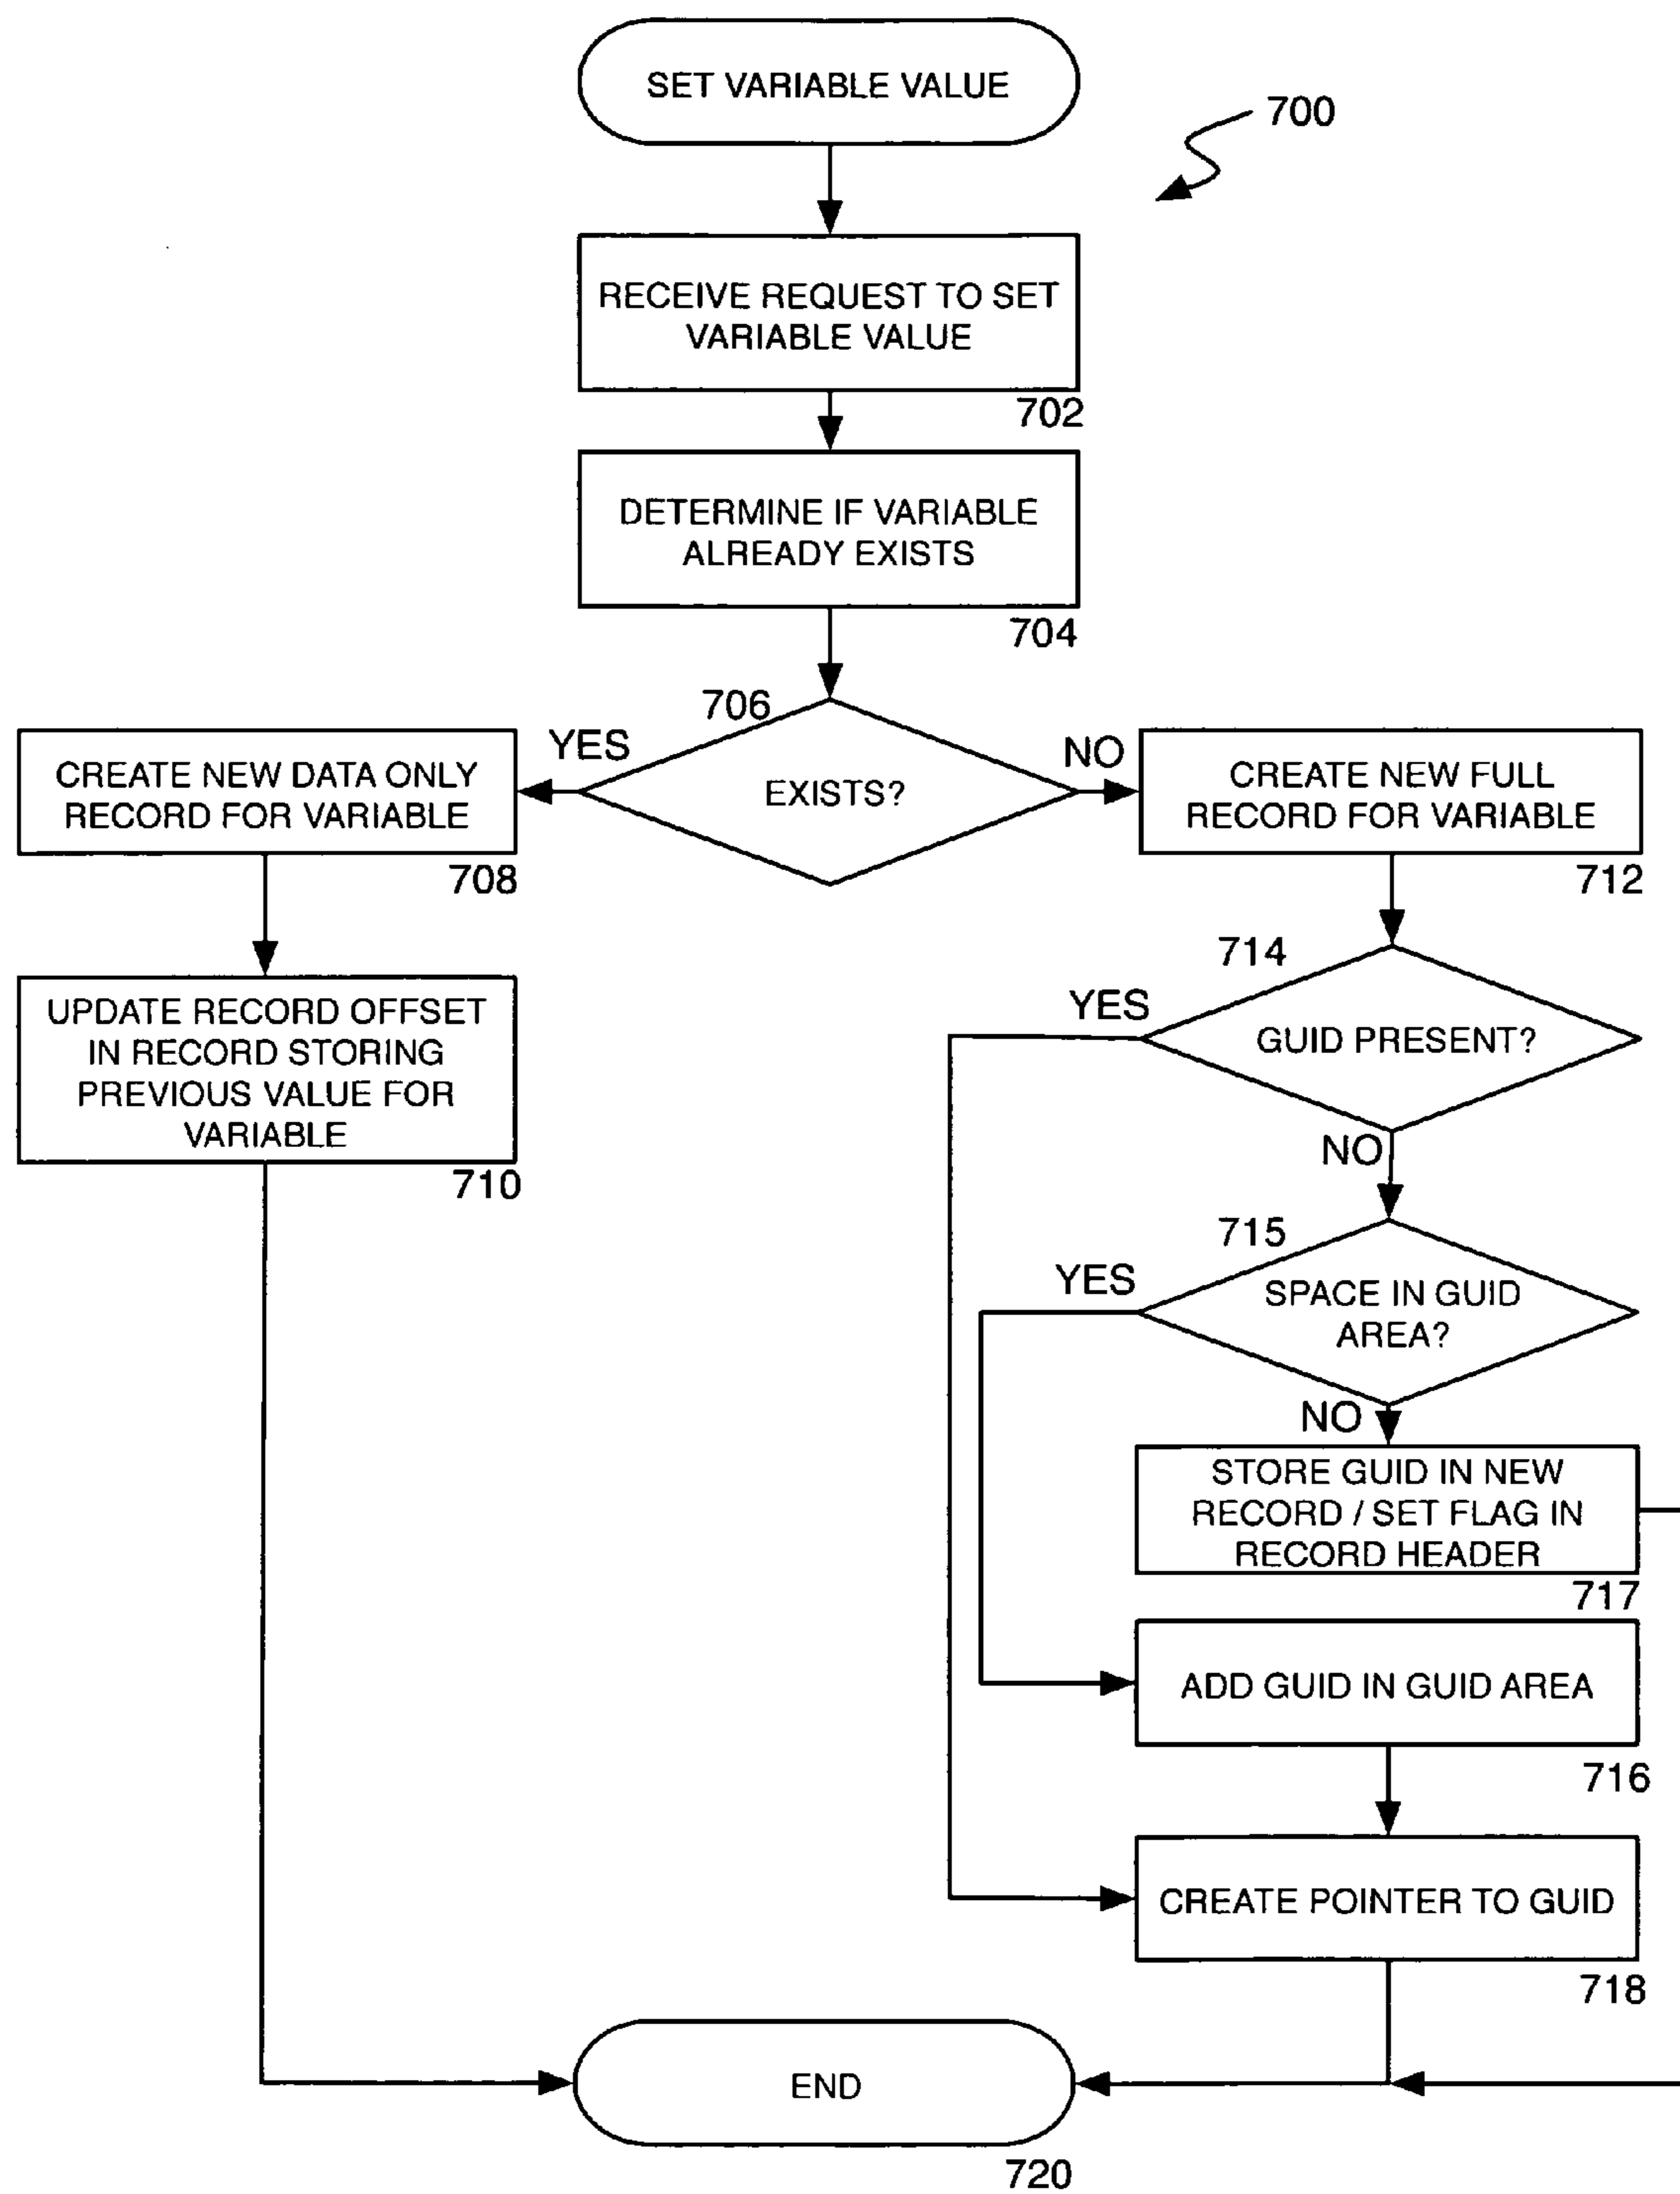 SET VARIABLE VALUE
700
RECEIVE REQUEST TO SET
VARIABLE VALUE
702
DETERMINE IF VARIABLE
ALREADY EXISTS
704
706
EXISTS?
YES
NO
CREATE NEW DATA ONLY
RECORD FOR VARIABLE
708
UPDATE RECORD OFFSET
IN RECORD STORING
PREVIOUS VALUE FOR
VARIABLE
710
CREATE NEW FULL
RECORD FOR VARIABLE
712
714
YES
GUID PRESENT?
NO
715
YES
SPACE IN GUID
AREA?
NO
STORE GUID IN NEW
RECORD / SET FLAG IN
RECORD HEADER
717
ADD GUID IN GUID AREA
716
CREATE POINTER TO GUID
718
END
720